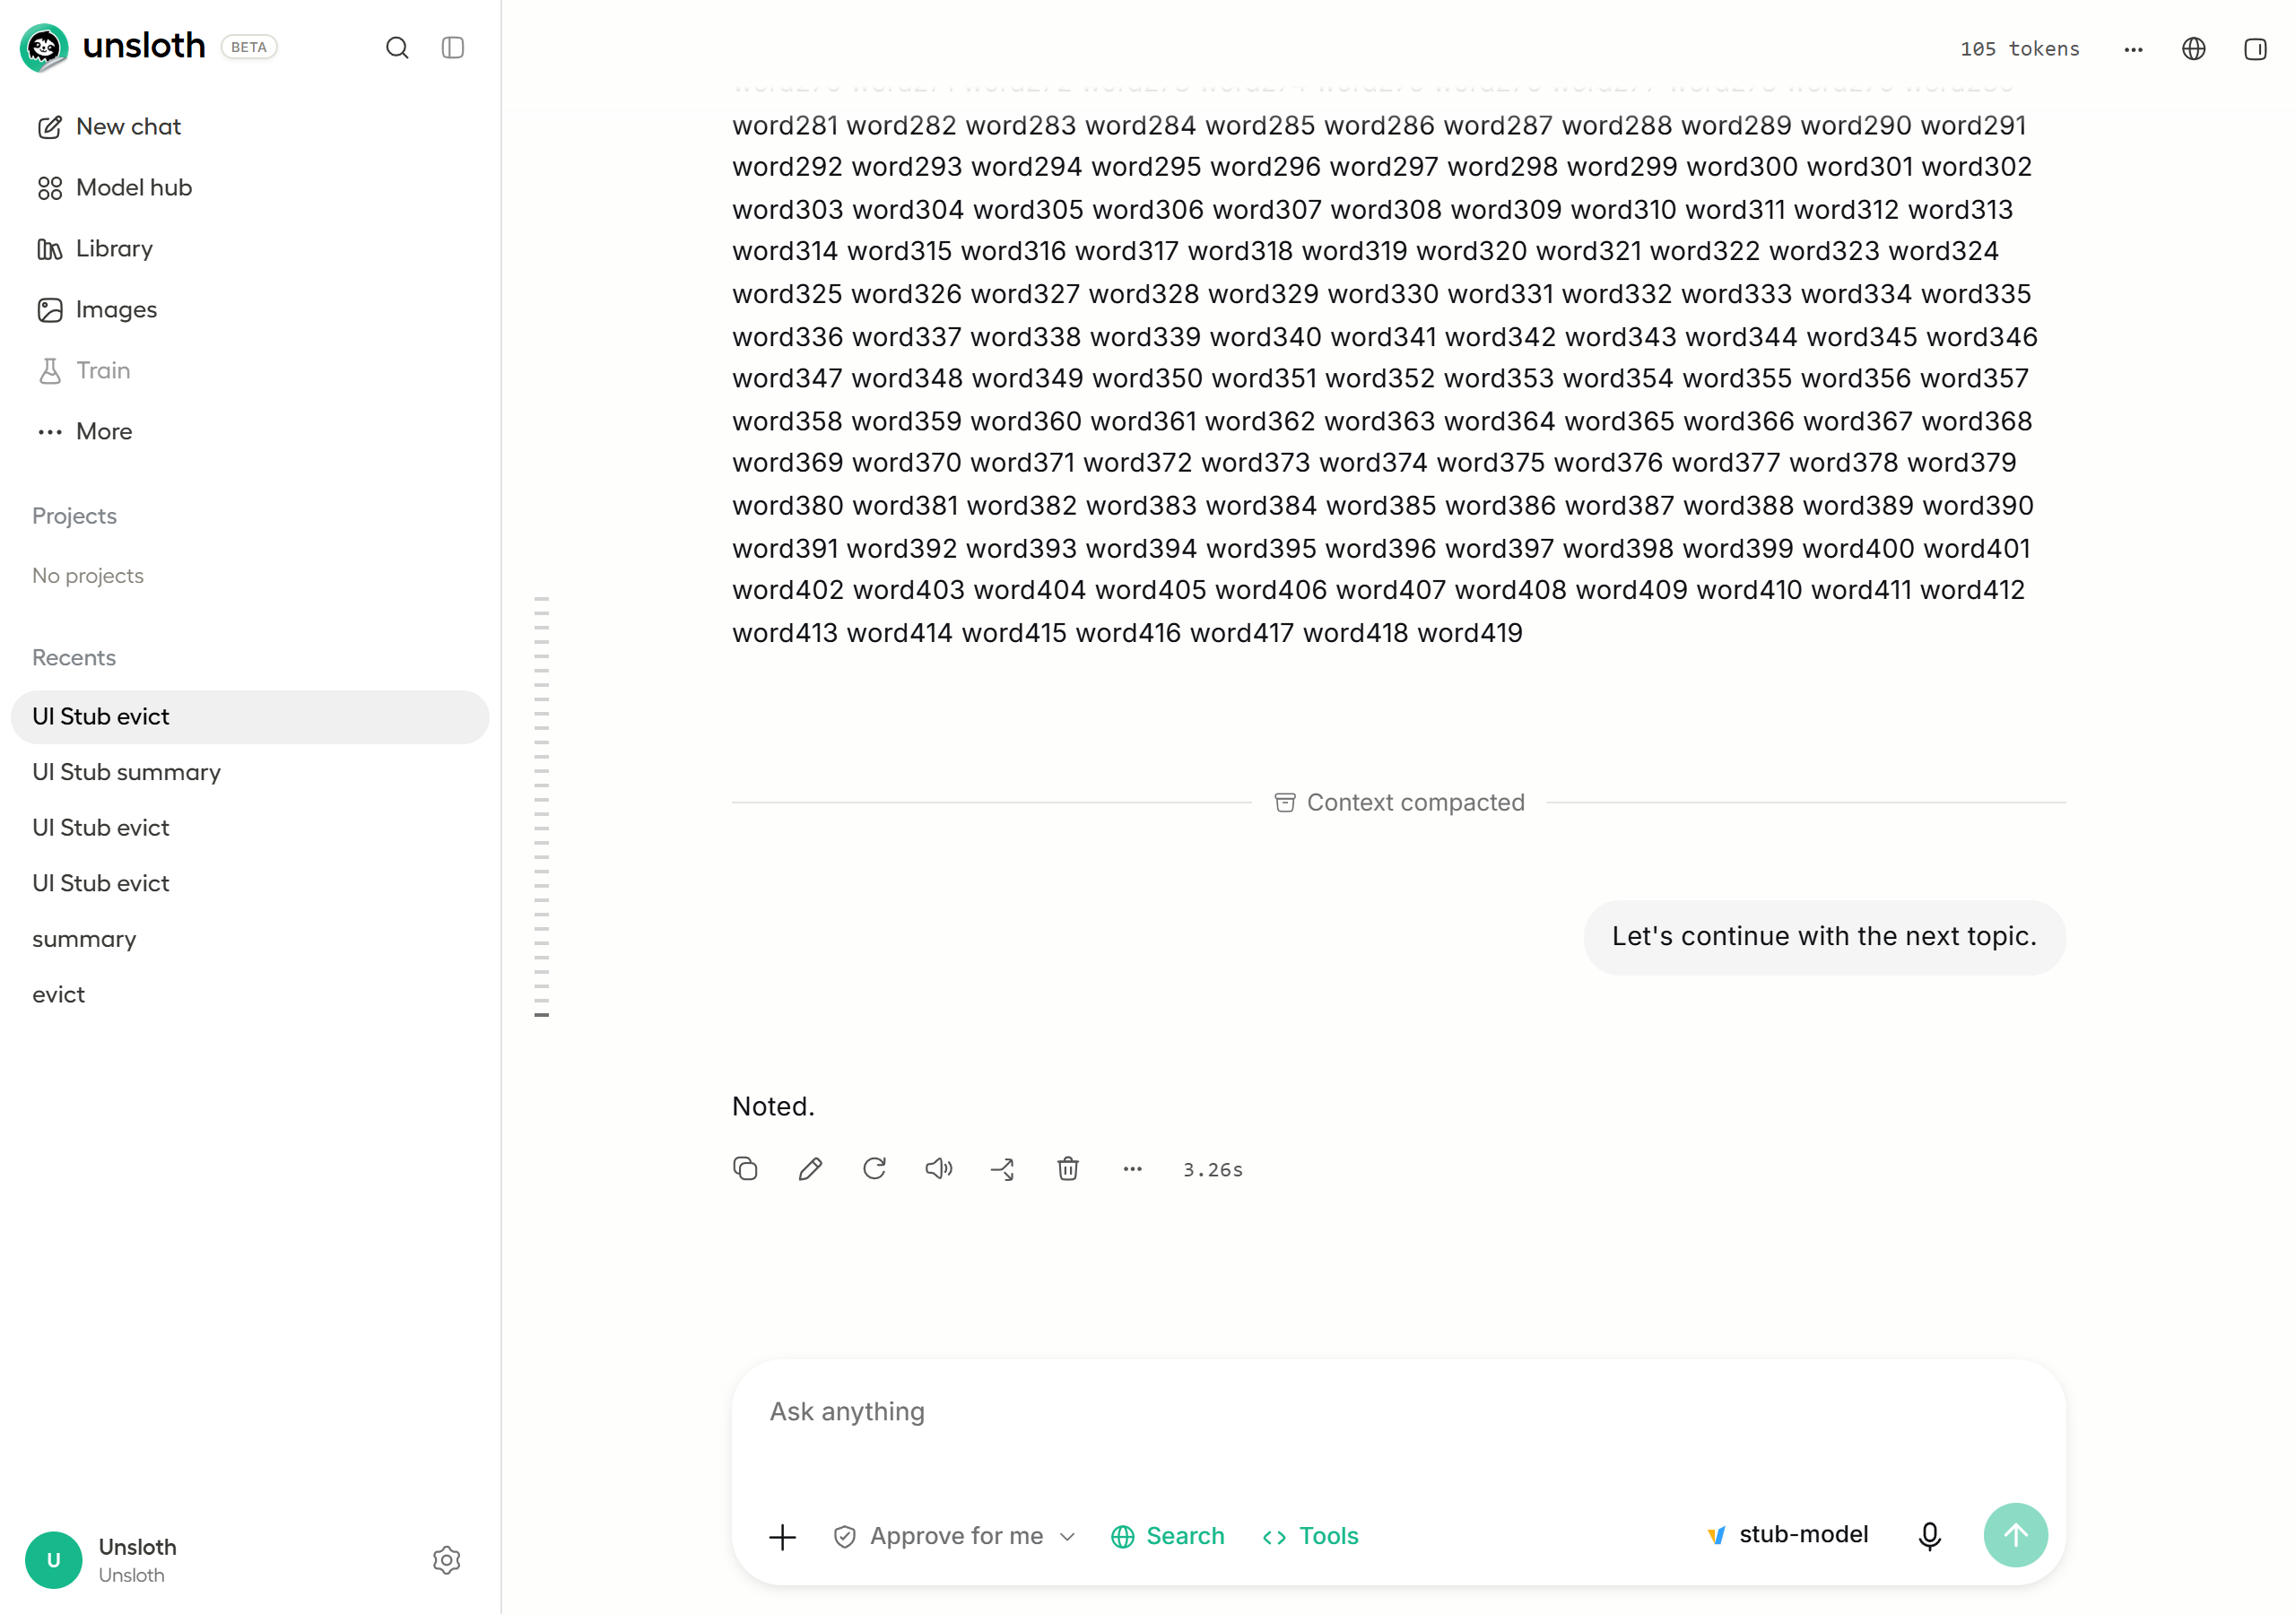 unsloth BETA
New chat
Model hub
Library
Images
Train
More
Projects
No projects
Recents
UI Stub evict
UI Stub summary
UI Stub evict
UI Stub evict
summary
evict
U
Unsloth
Unsloth
105 tokens
word281 word282 word283 word284 word285 word286 word287 word288 word289 word290 word291
word292 word293 word294 word295 word296 word297 word298 word299 word300 word301 word302
word303 word304 word305 word306 word307 word308 word309 word310 word311 word312 word313
word314 word315 word316 word317 word318 word319 word320 word321 word322 word323 word324
word325 word326 word327 word328 word329 word330 word331 word332 word333 word334 word335
word336 word337 word338 word339 word340 word341 word342 word343 word344 word345 word346
word347 word348 word349 word350 word351 word352 word353 word354 word355 word356 word357
word358 word359 word360 word361 word362 word363 word364 word365 word366 word367 word368
word369 word370 word371 word372 word373 word374 word375 word376 word377 word378 word379
word380 word381 word382 word383 word384 word385 word386 word387 word388 word389 word390
word391 word392 word393 word394 word395 word396 word397 word398 word399 word400 word401
word402 word403 word404 word405 word406 word407 word408 word409 word410 word411 word412
word413 word414 word415 word416 word417 word418 word419
Context compacted
Let's continue with the next topic.
Noted.
3.26s
Ask anything
Approve for me
Search
Tools
stub-model